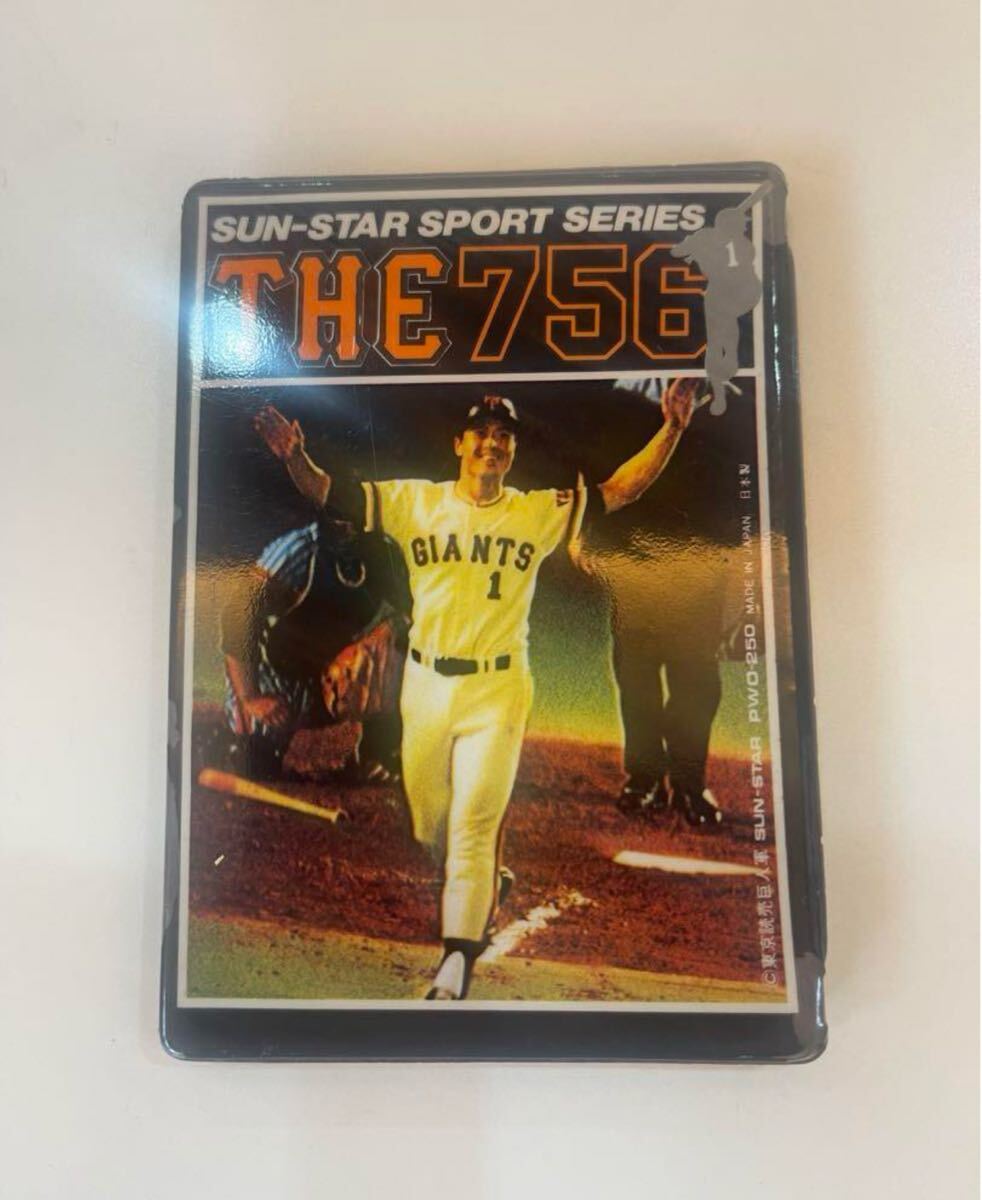 SUN-STAR SPORT SERIES
THE 756
1
GIANTS
1
©東京読売巨人軍 SUN-STAR PWO-250 MADE IN JAPAN 日本製